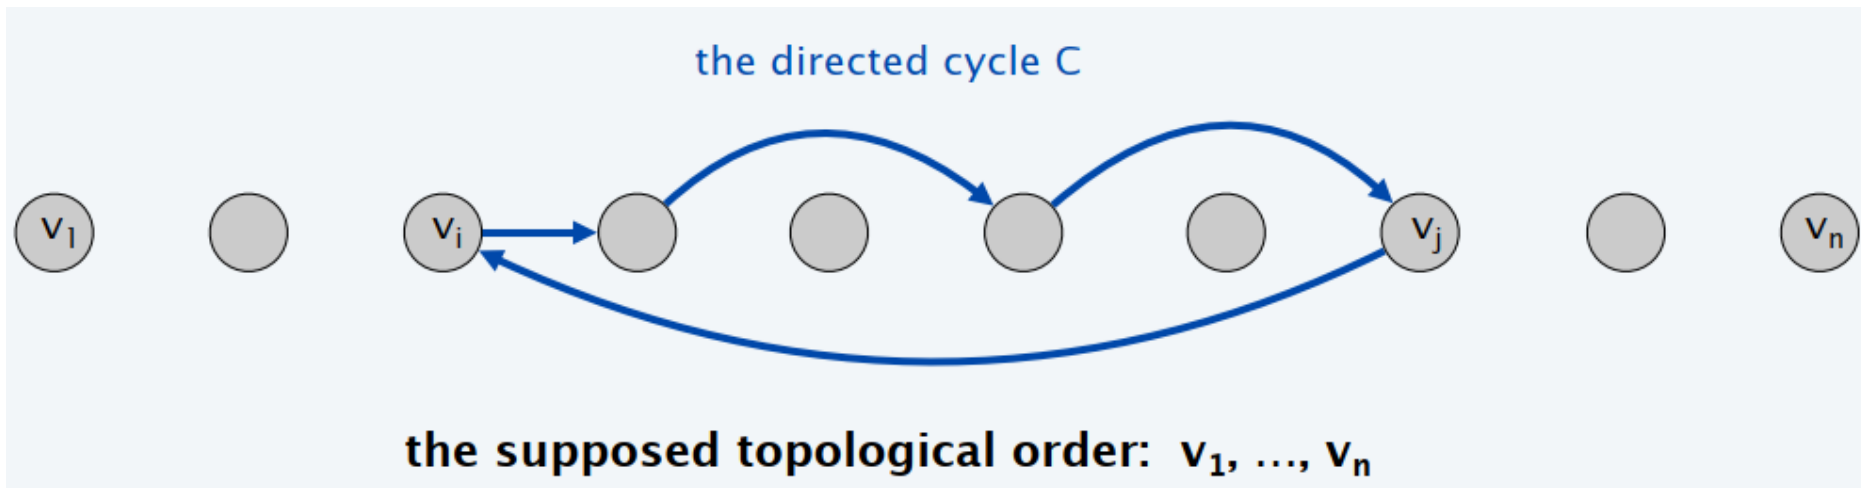 the directed cycle C
v₁ vᵢ vⱼ vₙ
the supposed topological order: v₁, …, vₙ